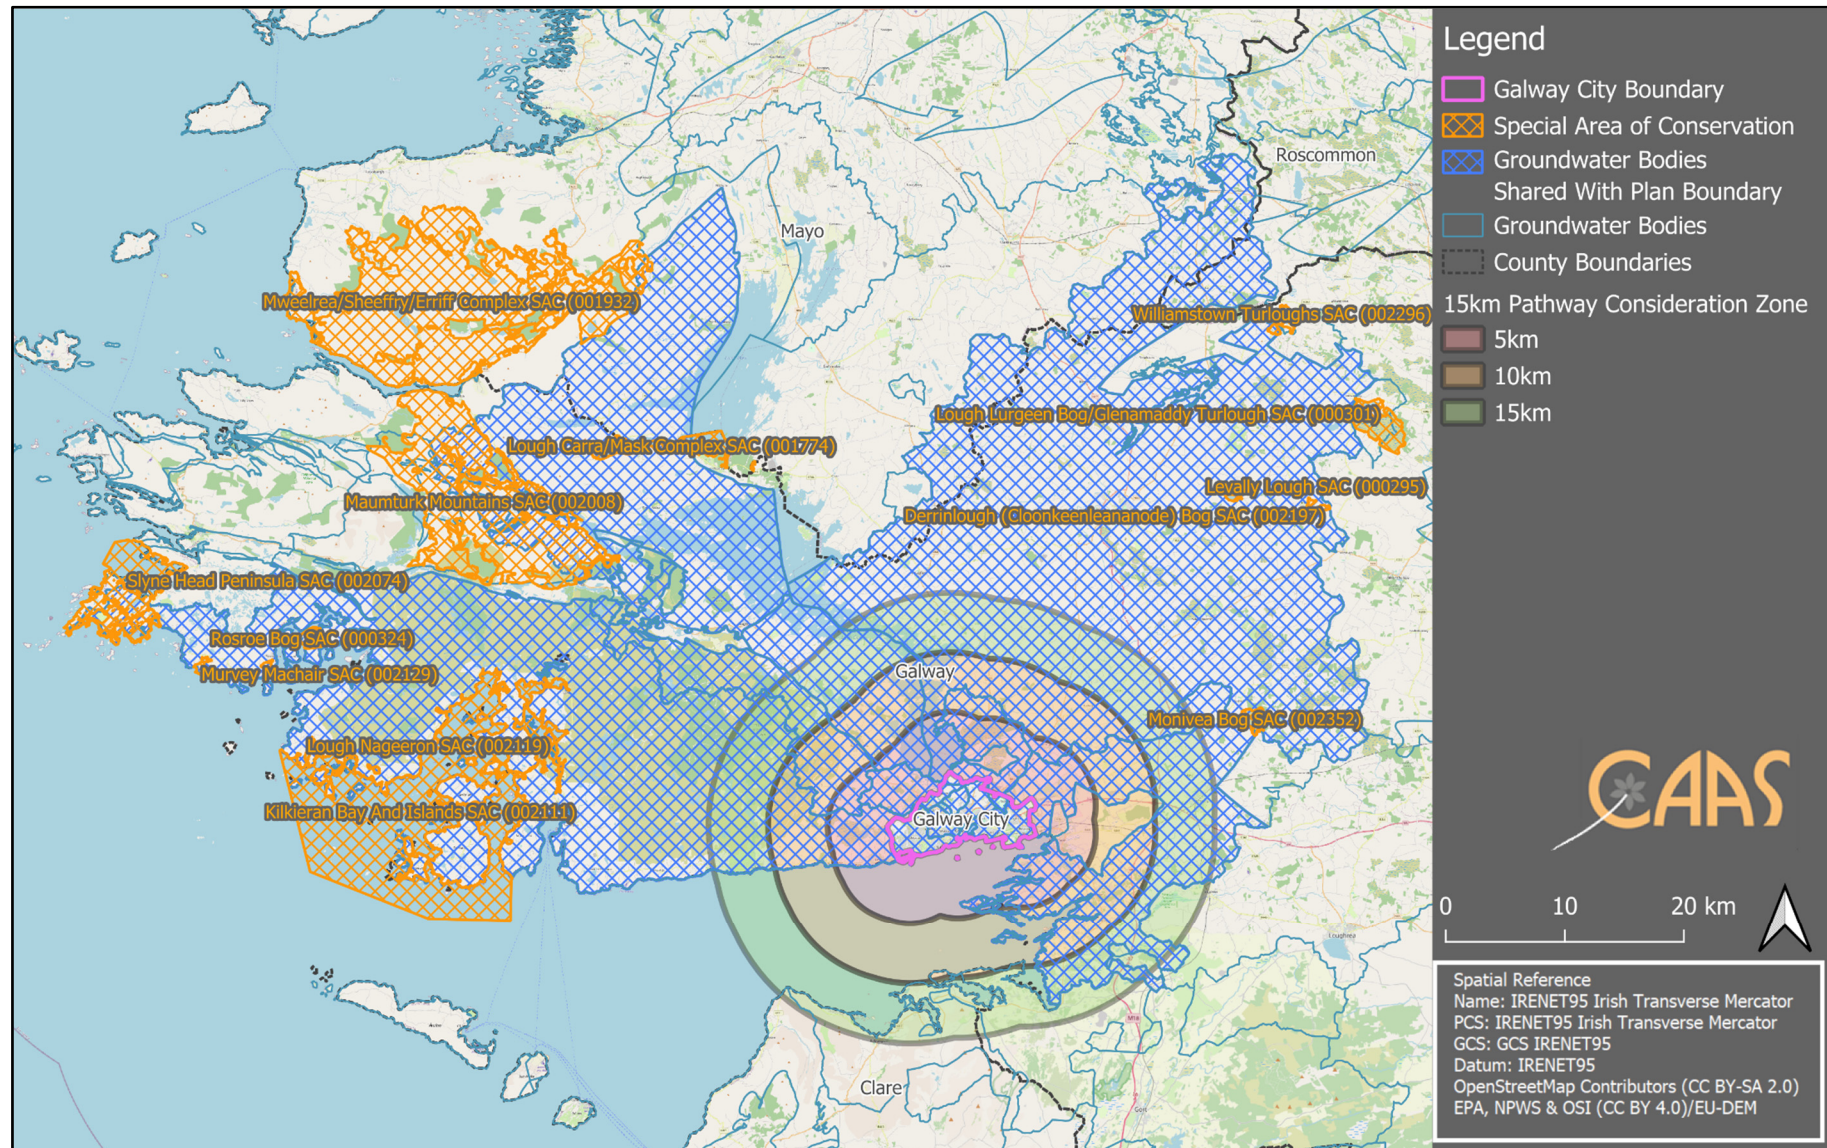 Roscommon
Mayo
Mweelrea/Sheeffry/Erriff Complex SAC (001932)
Williamstown Turloughs SAC (002296)
Lough Lurgeen Bog/Glenamaddy Turlough SAC (000301)
Lough Carra/Mask Complex SAC (001774)
Levally Lough SAC (000295)
Maumturk Mountains SAC (002008)
Derrinlough (Cloonkeenleananode) Bog SAC (002197)
Slyne Head Peninsula SAC (002074)
Rosroe Bog SAC (000324)
Murvey Machair SAC (002129)
Galway
Monivea Bog SAC (002352)
Lough Nageeron SAC (002119)
Kilkieran Bay And Islands SAC (002111)
Galway City
Loughrea
M18
Gort
Clare
Legend
Galway City Boundary
Special Area of Conservation
Groundwater Bodies
Shared With Plan Boundary
Groundwater Bodies
County Boundaries
15km Pathway Consideration Zone
5km
10km
15km
CAAS
0 10 20 km
Spatial Reference
Name: IRENET95 Irish Transverse Mercator
PCS: IRENET95 Irish Transverse Mercator
GCS: GCS IRENET95
Datum: IRENET95
OpenStreetMap Contributors (CC BY-SA 2.0)
EPA, NPWS & OSI (CC BY 4.0)/EU-DEM